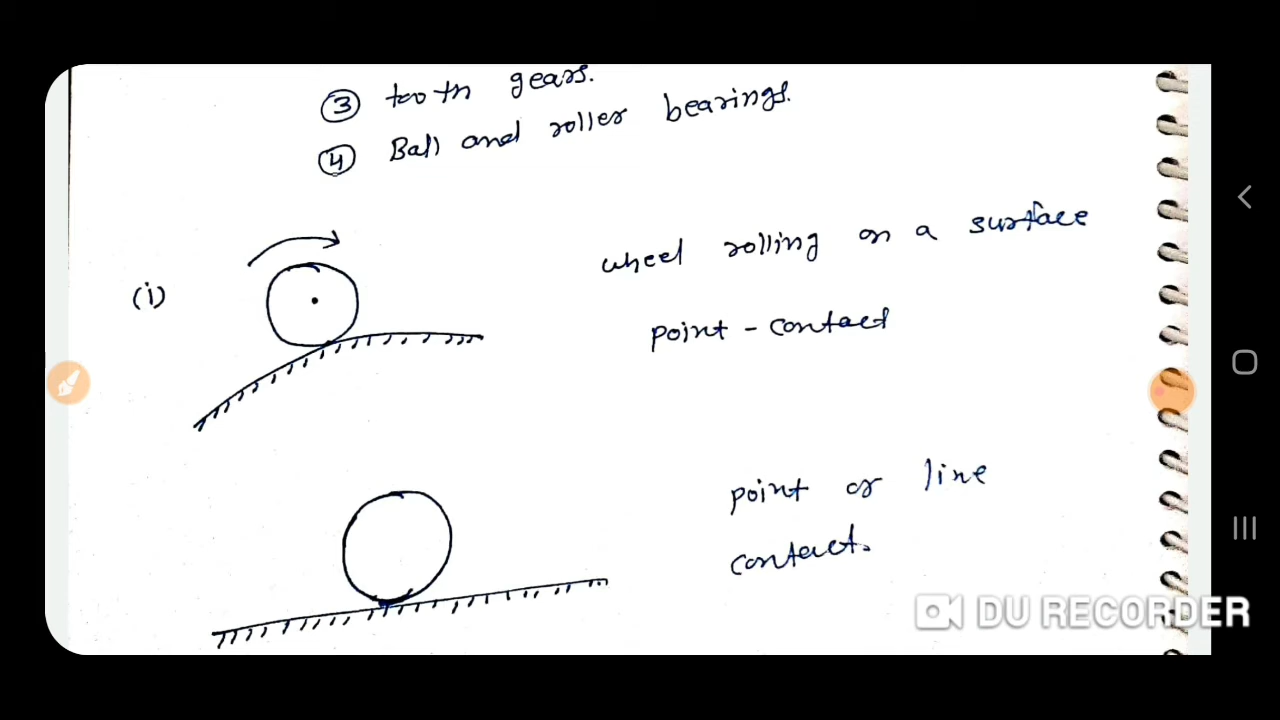 ③ tooth gears.
④ Ball and roller bearings.
(i)
wheel rolling on a surface
point - contact
point or line
contact.
DU RECORDER